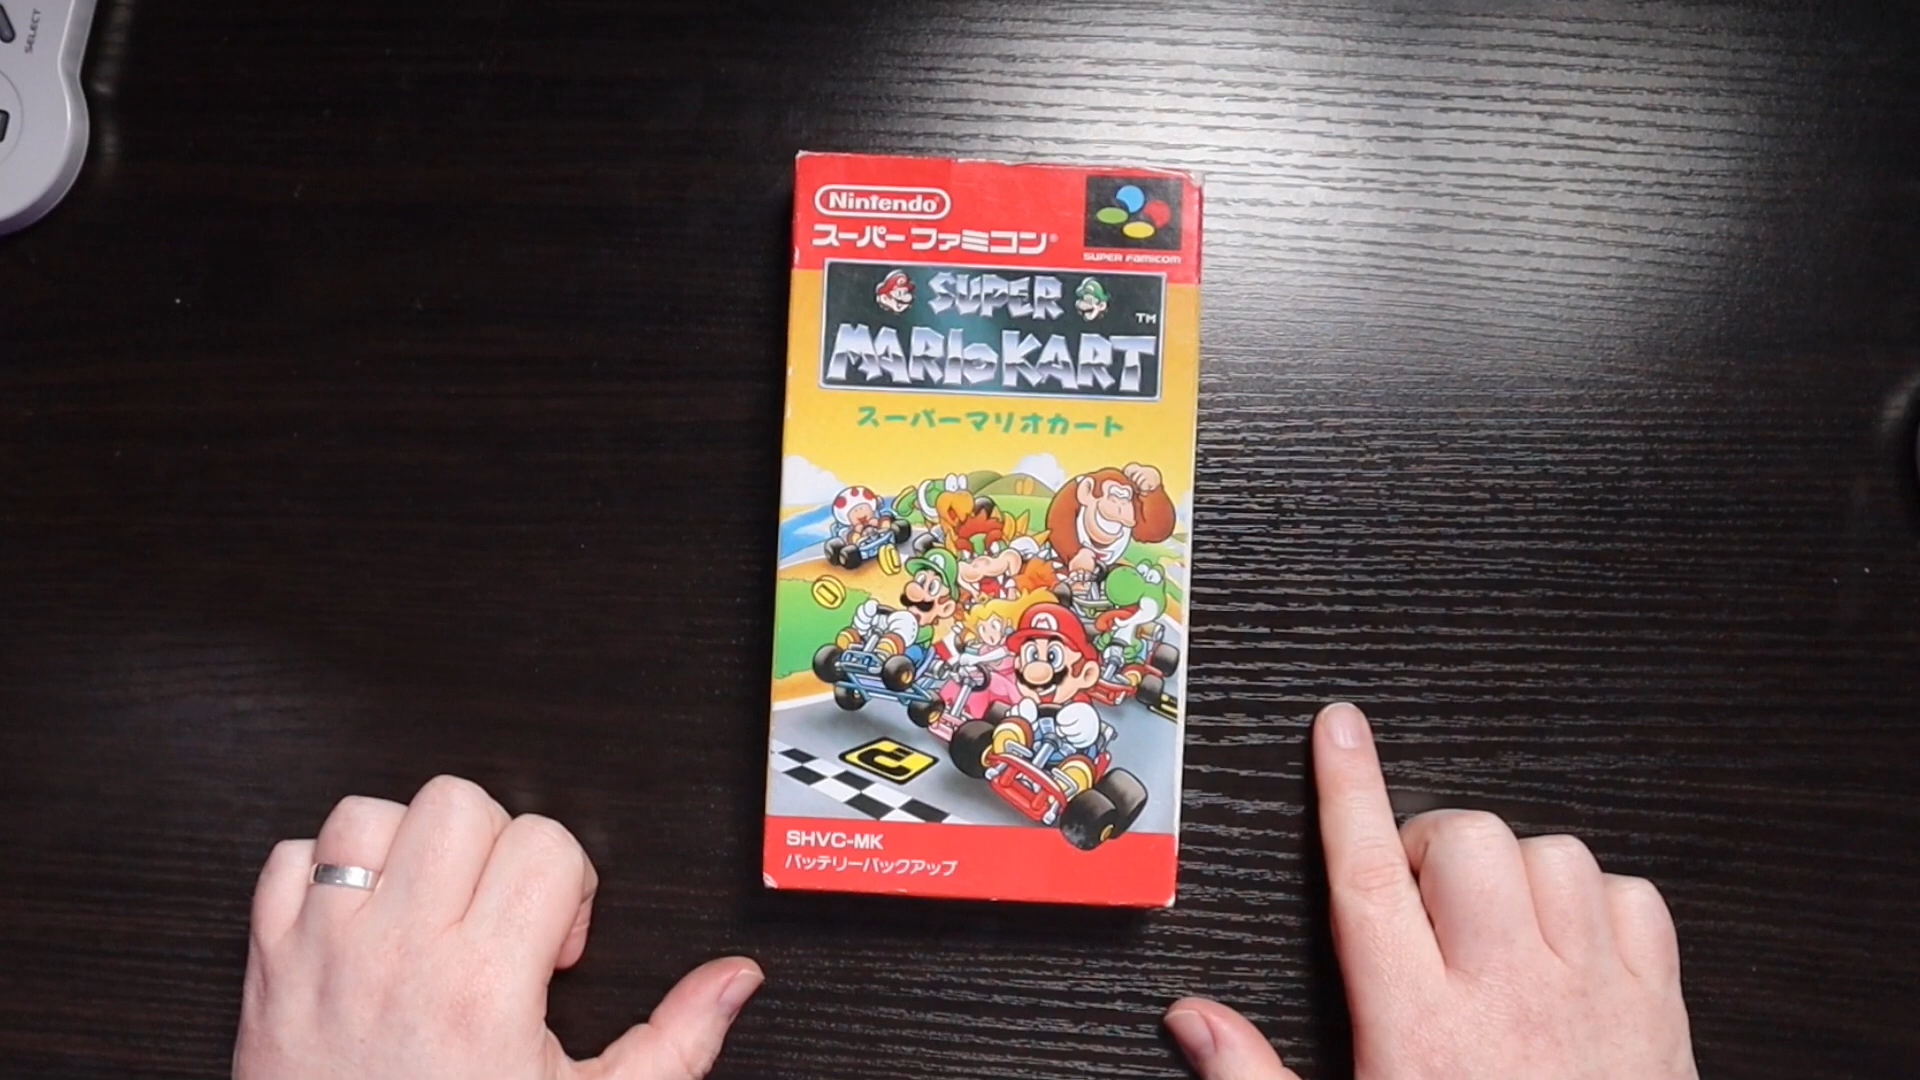 SELECT
Nintendo®
スーパーファミコン®
SUPER FAMICOM
SUPER
MARIO KART™
スーパーマリオカート
SHVC-MK
バッテリーバックアップ